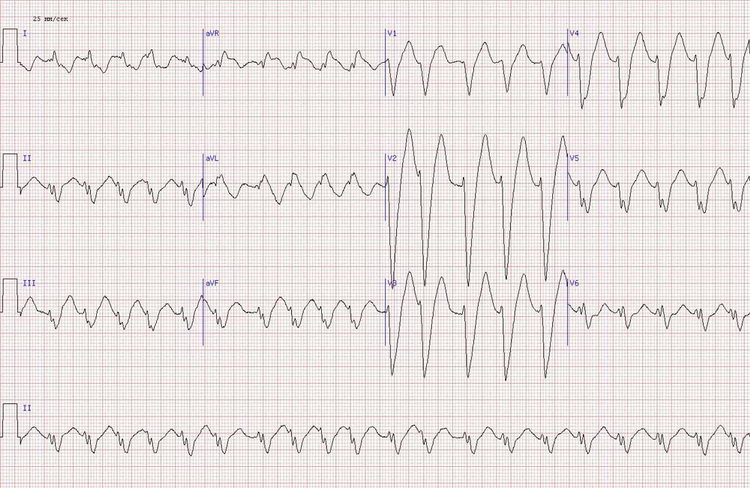 25 мм/сек
I aVR V1 V4
II aVL V2 V5
III aVF V3 V6
II